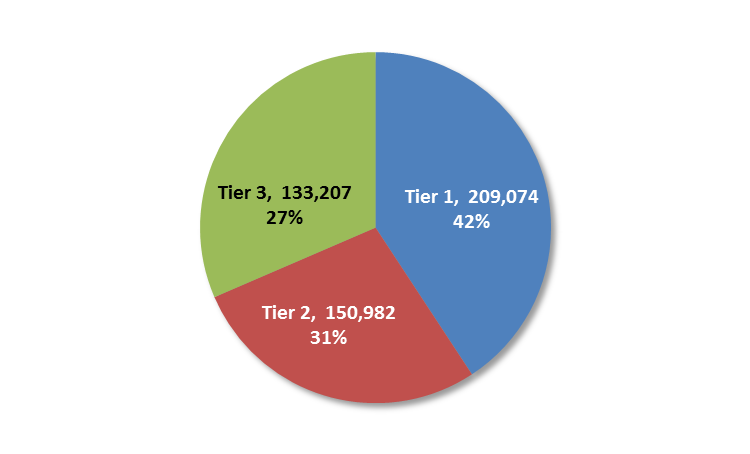 Tier 3,  133,207
27%
Tier 1,  209,074
42%
Tier 2,  150,982
31%